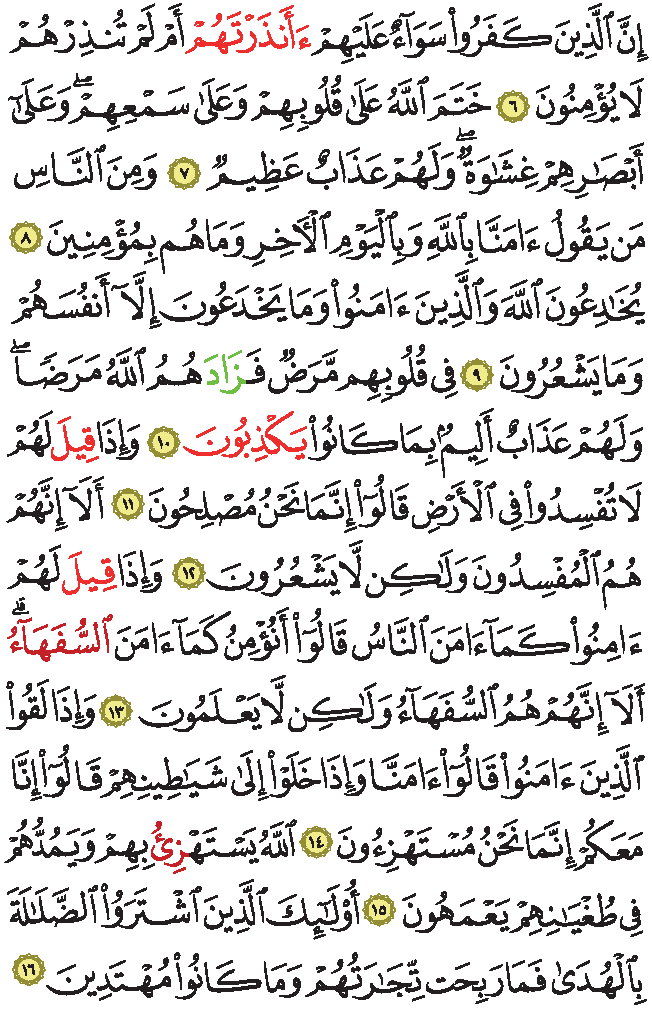 إِنَّ ٱلَّذِينَ كَفَرُوا۟ سَوَآءٌ عَلَيْهِمْ ءَأَنذَرْتَهُمْ أَمْ لَمْ تُنذِرْهُمْ
لَا يُؤْمِنُونَ ٦ خَتَمَ ٱللَّهُ عَلَىٰ قُلُوبِهِمْ وَعَلَىٰ سَمْعِهِمْ ۖ وَعَلَىٰٓ
أَبْصَـٰرِهِمْ غِشَـٰوَةٌ ۖ وَلَهُمْ عَذَابٌ عَظِيمٌ ٧ وَمِنَ ٱلنَّاسِ
مَن يَقُولُ ءَامَنَّا بِٱللَّهِ وَبِٱلْيَوْمِ ٱلْـَٔاخِرِ وَمَا هُم بِمُؤْمِنِينَ ٨
يُخَـٰدِعُونَ ٱللَّهَ وَٱلَّذِينَ ءَامَنُوا۟ وَمَا يَخْدَعُونَ إِلَّآ أَنفُسَهُمْ
وَمَا يَشْعُرُونَ ٩ فِى قُلُوبِهِم مَّرَضٌ فَزَادَهُمُ ٱللَّهُ مَرَضًا ۖ
وَلَهُمْ عَذَابٌ أَلِيمٌۢ بِمَا كَانُوا۟ يَكْذِبُونَ ١٠ وَإِذَا قِيلَ لَهُمْ
لَا تُفْسِدُوا۟ فِى ٱلْأَرْضِ قَالُوٓا۟ إِنَّمَا نَحْنُ مُصْلِحُونَ ١١ أَلَآ إِنَّهُمْ
هُمُ ٱلْمُفْسِدُونَ وَلَـٰكِن لَّا يَشْعُرُونَ ١٢ وَإِذَا قِيلَ لَهُمْ
ءَامِنُوا۟ كَمَآ ءَامَنَ ٱلنَّاسُ قَالُوٓا۟ أَنُؤْمِنُ كَمَآ ءَامَنَ ٱلسُّفَهَآءُ ۗ
أَلَآ إِنَّهُمْ هُمُ ٱلسُّفَهَآءُ وَلَـٰكِن لَّا يَعْلَمُونَ ١٣ وَإِذَا لَقُوا۟
ٱلَّذِينَ ءَامَنُوا۟ قَالُوٓا۟ ءَامَنَّا وَإِذَا خَلَوْا۟ إِلَىٰ شَيَـٰطِينِهِمْ قَالُوٓا۟ إِنَّا
مَعَكُمْ إِنَّمَا نَحْنُ مُسْتَهْزِءُونَ ١٤ ٱللَّهُ يَسْتَهْزِئُ بِهِمْ وَيَمُدُّهُمْ
فِى طُغْيَـٰنِهِمْ يَعْمَهُونَ ١٥ أُو۟لَـٰٓئِكَ ٱلَّذِينَ ٱشْتَرَوُا۟ ٱلضَّلَـٰلَةَ
بِٱلْهُدَىٰ فَمَا رَبِحَت تِّجَـٰرَتُهُمْ وَمَا كَانُوا۟ مُهْتَدِينَ ١٦